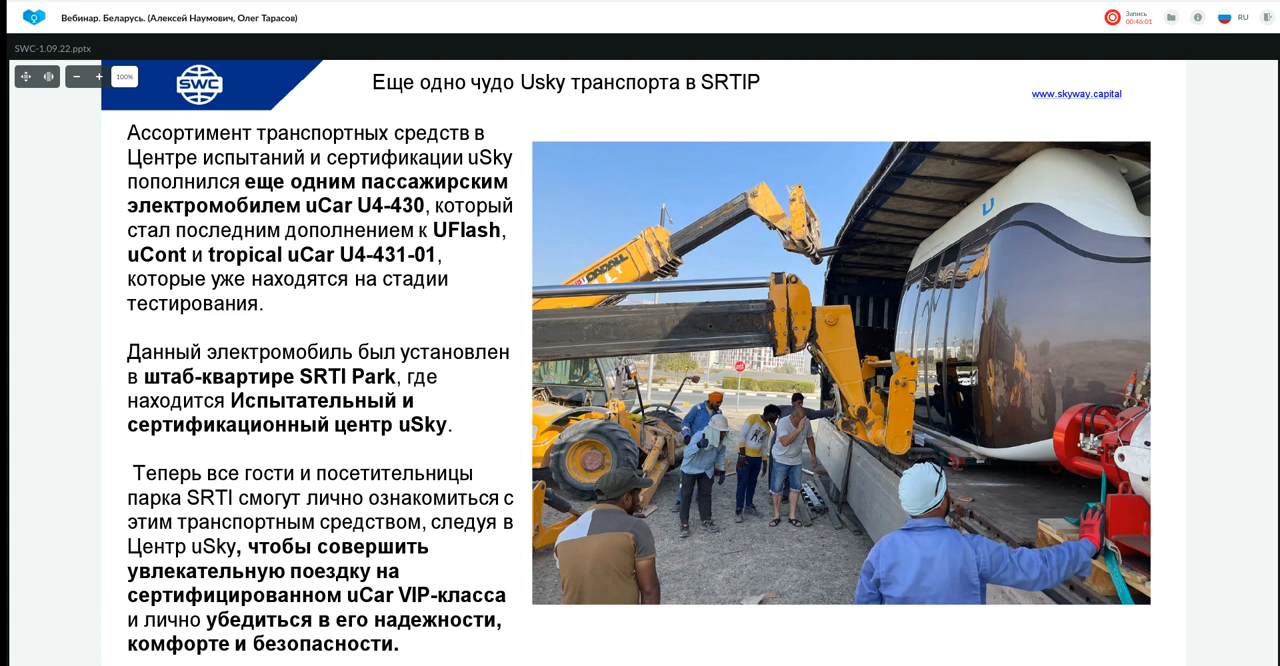 Вебинар. Беларусь. (Алексей Наумович, Олег Тарасов)
Запись
00:46:01
RU
SWC-1.09.22.pptx
100%
SWC
Еще одно чудо Usky транспорта в SRTIP
www.skyway.capital
Ассортимент транспортных средств в
Центре испытаний и сертификации uSky
пополнился еще одним пассажирским
электромобилем uCar U4-430, который
стал последним дополнением к UFlash,
uCont и tropical uCar U4-431-01,
которые уже находятся на стадии
тестирования.
Данный электромобиль был установлен
в штаб-квартире SRTI Park, где
находится Испытательный и
сертификационный центр uSky.
Теперь все гости и посетительницы
парка SRTI смогут лично ознакомиться с
этим транспортным средством, следуя в
Центр uSky, чтобы совершить
увлекательную поездку на
сертифицированном uCar VIP-класса
и лично убедиться в его надежности,
комфорте и безопасности.
U